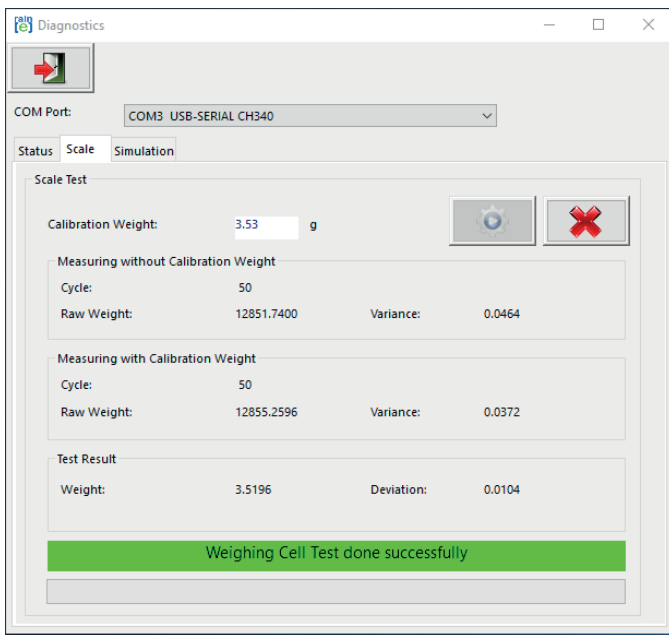 [rain e] Diagnostics
COM Port: COM3 USB-SERIAL CH340
Status Scale Simulation
Scale Test
Calibration Weight: 3.53 g
Measuring without Calibration Weight
Cycle: 50
Raw Weight: 12851.7400 Variance: 0.0464
Measuring with Calibration Weight
Cycle: 50
Raw Weight: 12855.2596 Variance: 0.0372
Test Result
Weight: 3.5196 Deviation: 0.0104
Weighing Cell Test done successfully